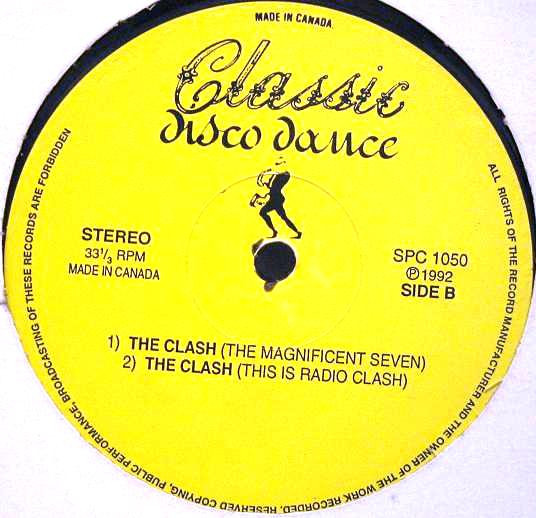 MADE IN CANADA
Classic
disco dance
STEREO
33⅓ RPM
MADE IN CANADA
SPC 1050
℗1992
SIDE B
1) THE CLASH (THE MAGNIFICENT SEVEN)
2) THE CLASH (THIS IS RADIO CLASH)
ALL RIGHTS OF THE RECORD MANUFACTURER AND THE OWNER OF THE WORK RECORDED, RESERVED COPYING, PUBLIC PERFORMANCE, BROADCASTING OF THESE RECORDS ARE FORBIDDEN